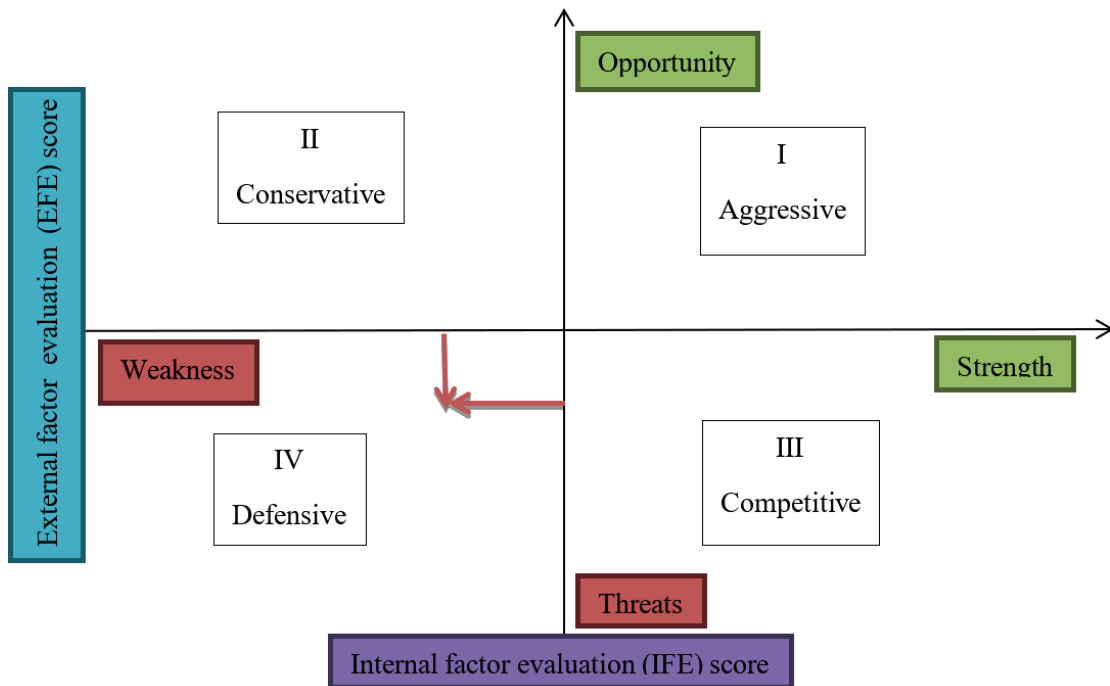 Opportunity
External factor evaluation (EFE) score
II
Conservative
I
Aggressive
Weakness
Strength
IV
Defensive
III
Competitive
Threats
Internal factor evaluation (IFE) score